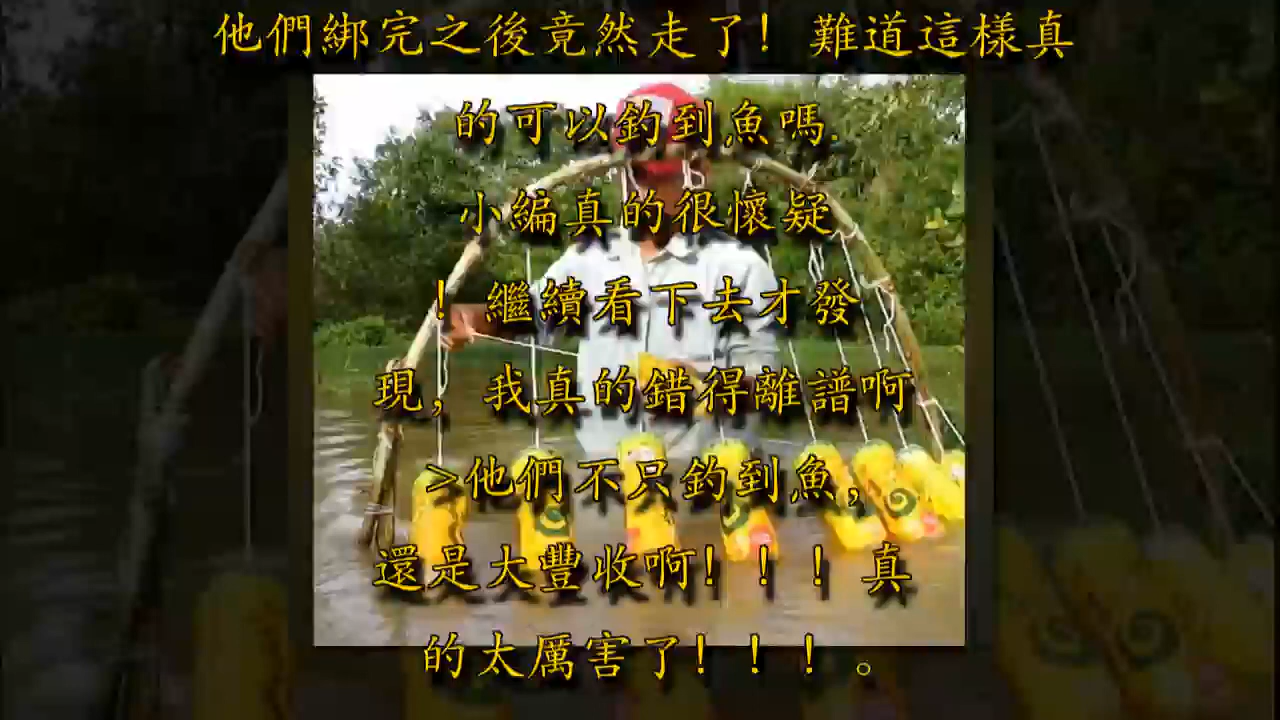 他們綁完之後竟然走了！難道這樣真
的可以釣到魚嗎.
小編真的很懷疑
！繼續看下去才發
現，我真的錯得離譜啊
>他們不只釣到魚，
還是大豐收啊！！！真
的太厲害了！！！。